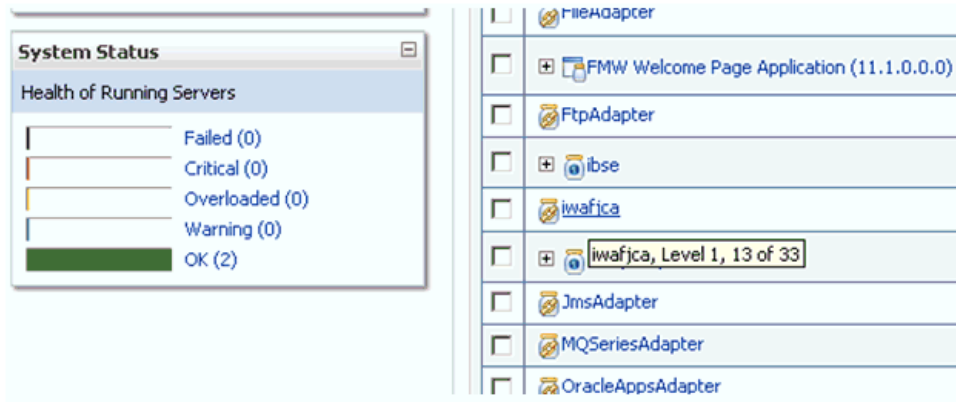 System Status
Health of Running Servers
Failed (0)
Critical (0)
Overloaded (0)
Warning (0)
OK (2)
FileAdapter
FMW Welcome Page Application (11.1.0.0.0)
FtpAdapter
ibse
iwafjca
iwafjca, Level 1, 13 of 33
JmsAdapter
MQSeriesAdapter
OracleAppsAdapter